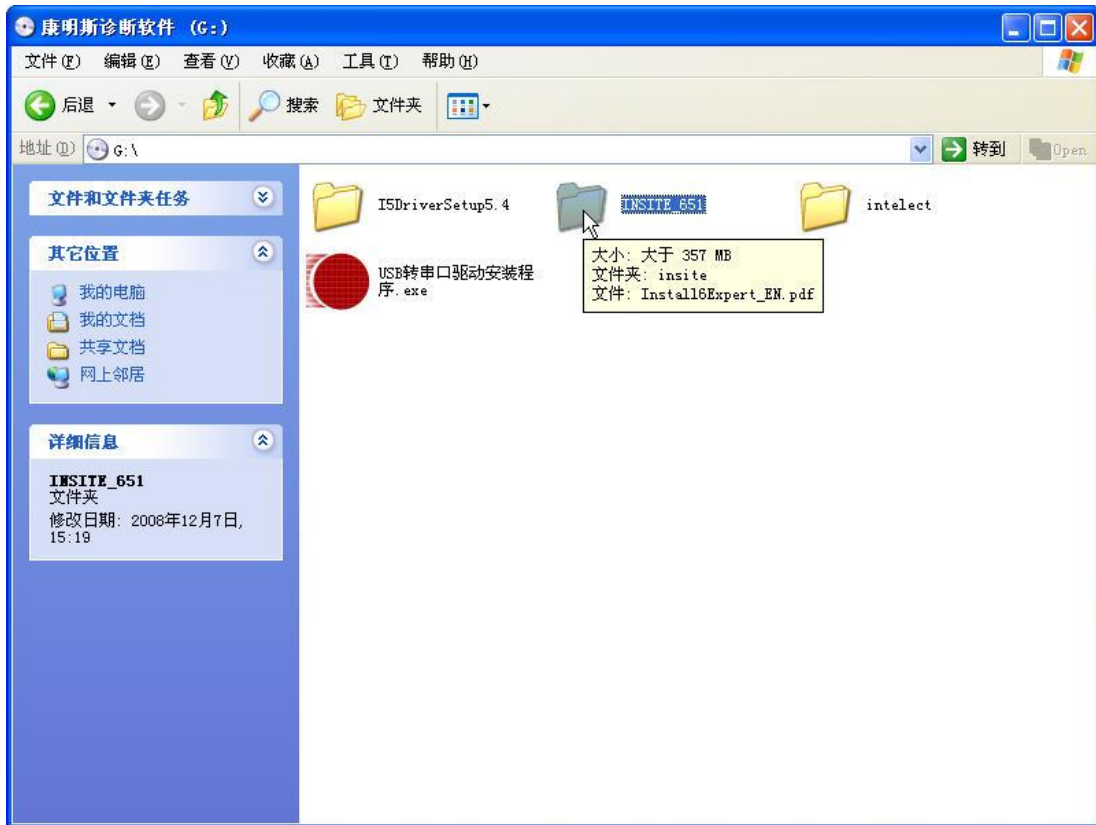 康明斯诊断软件 (G:)
文件(F) 编辑(E) 查看(V) 收藏(A) 工具(T) 帮助(H)
后退 搜索 文件夹
地址(D) G:\ 转到 Open
文件和文件夹任务
其它位置
我的电脑
我的文档
共享文档
网上邻居
详细信息
INSITE_651
文件夹
修改日期: 2008年12月7日,
15:19
I5DriverSetup5.4
INSITE_651
intelect
USB转串口驱动安装程
序.exe
大小: 大于 357 MB
文件夹: insite
文件: Install6Expert_EN.pdf